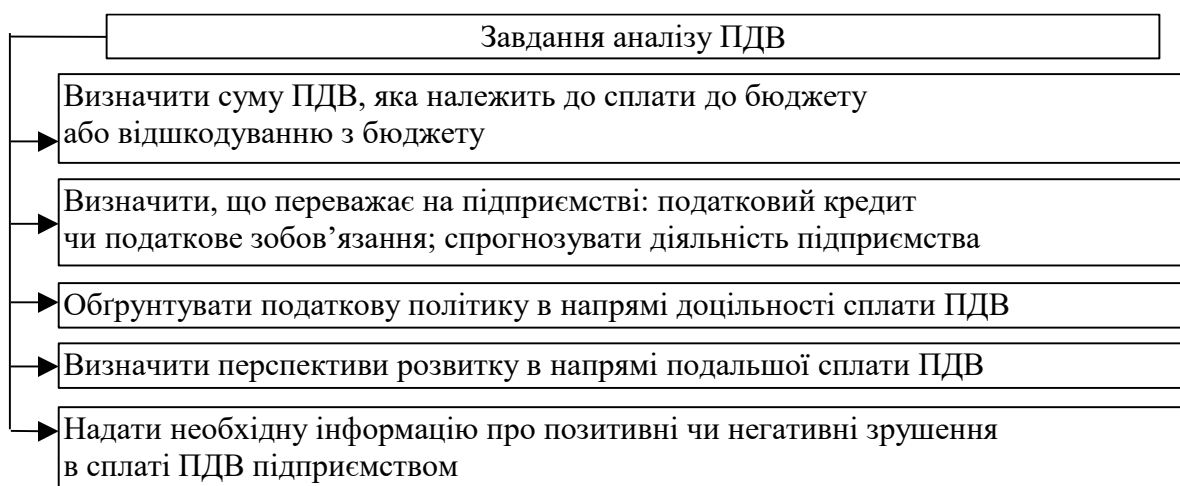 Завдання аналізу ПДВ
Визначити суму ПДВ, яка належить до сплати до бюджету
або відшкодуванню з бюджету
Визначити, що переважає на підприємстві: податковий кредит
чи податкове зобов’язання; спрогнозувати діяльність підприємства
Обґрунтувати податкову політику в напрямі доцільності сплати ПДВ
Визначити перспективи розвитку в напрямі подальшої сплати ПДВ
Надати необхідну інформацію про позитивні чи негативні зрушення
в сплаті ПДВ підприємством